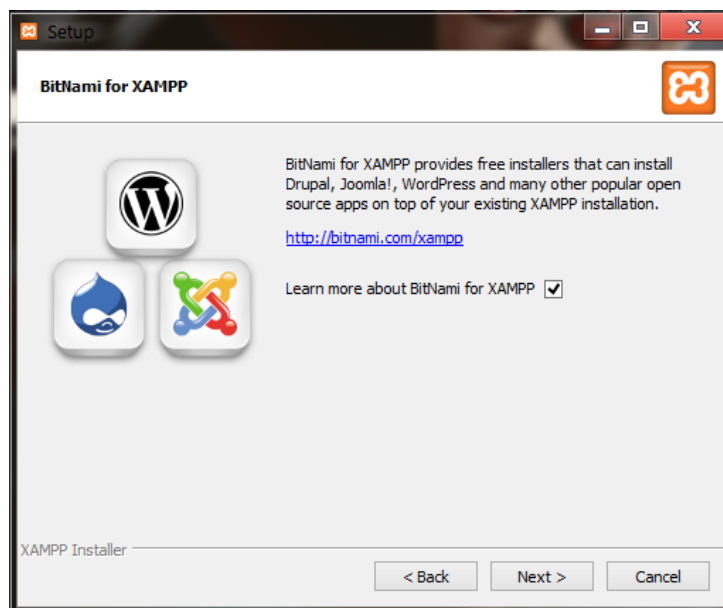 Setup
BitNami for XAMPP
BitNami for XAMPP provides free installers that can install
Drupal, Joomla!, WordPress and many other popular open
source apps on top of your existing XAMPP installation.
http://bitnami.com/xampp
Learn more about BitNami for XAMPP
XAMPP Installer
< Back Next > Cancel